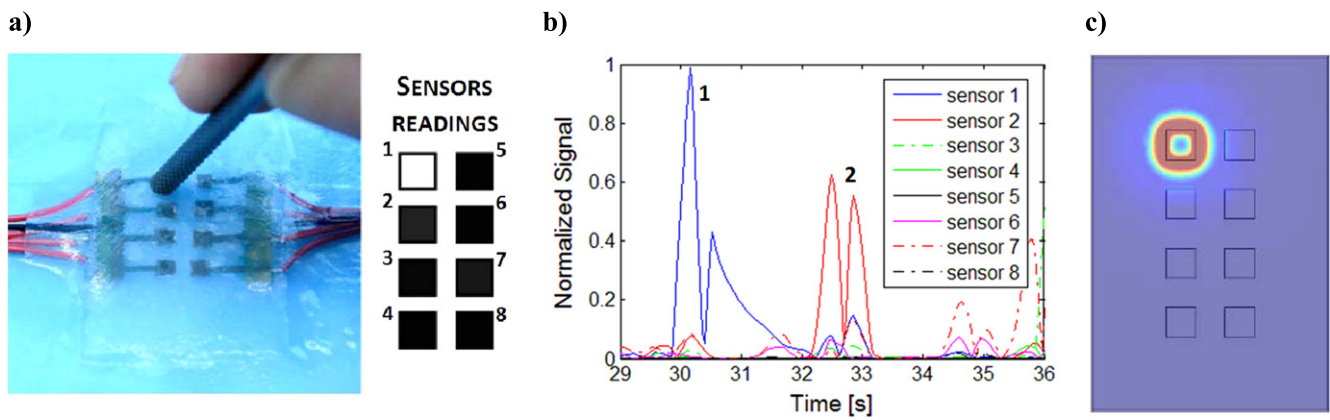 a)
SENSORS
READINGS
1
5
2
6
3
7
4
8
b)
Normalized Signal
1
0.8
0.6
0.4
0.2
0
29
30
31
32
33
34
35
36
Time [s]
1
2
sensor 1
sensor 2
sensor 3
sensor 4
sensor 5
sensor 6
sensor 7
sensor 8
c)